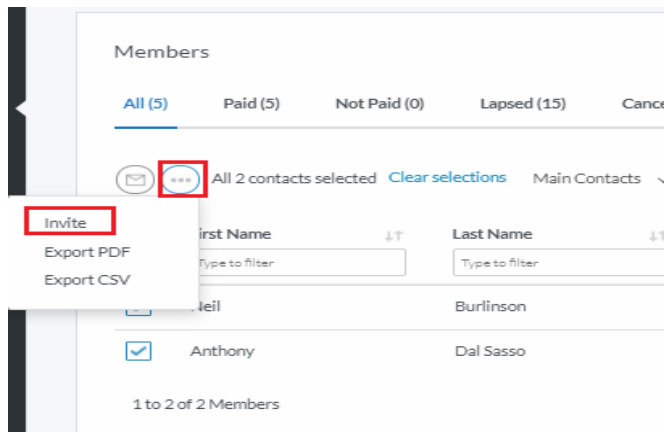 Members
All (5) Paid (5) Not Paid (0) Lapsed (15) Cance
All 2 contacts selected Clear selections Main Contacts
Invite
irst Name Last Name
Export PDF
Type to filter Type to filter
Export CSV
Neil Burlinson
Anthony Dal Sasso
1 to 2 of 2 Members